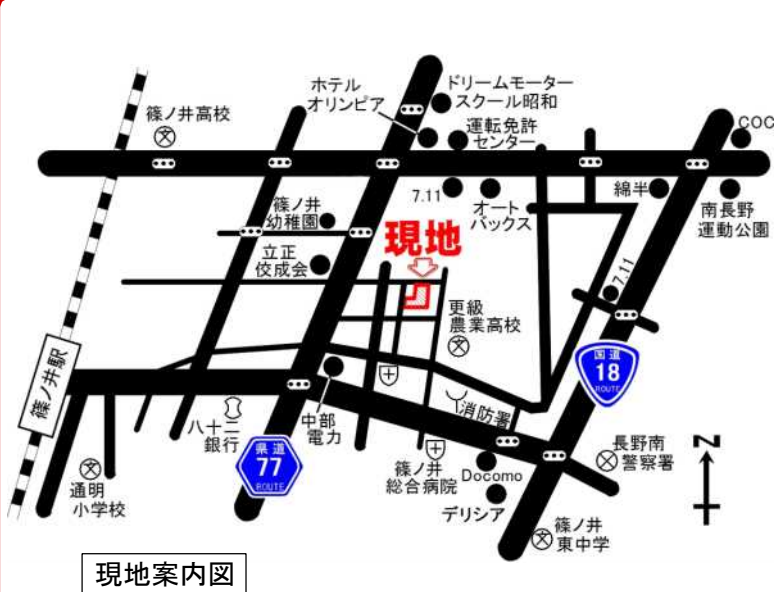 ホテル
オリンピア
ドリームモーター
スクール昭和
篠ノ井高校
運転免許
センター
COC
7.11
オート
バックス
綿半
南長野
運動公園
篠ノ井
幼稚園
現地
立正
佼成会
7.11
更級
農業高校
国道
18
ROUTE
篠ノ井駅
消防署
八十二
銀行
中部
電力
県道
77
ROUTE
篠ノ井
総合病院
Docomo
デリシア
長野南
警察署
N
通明
小学校
篠ノ井
東中学
現地案内図